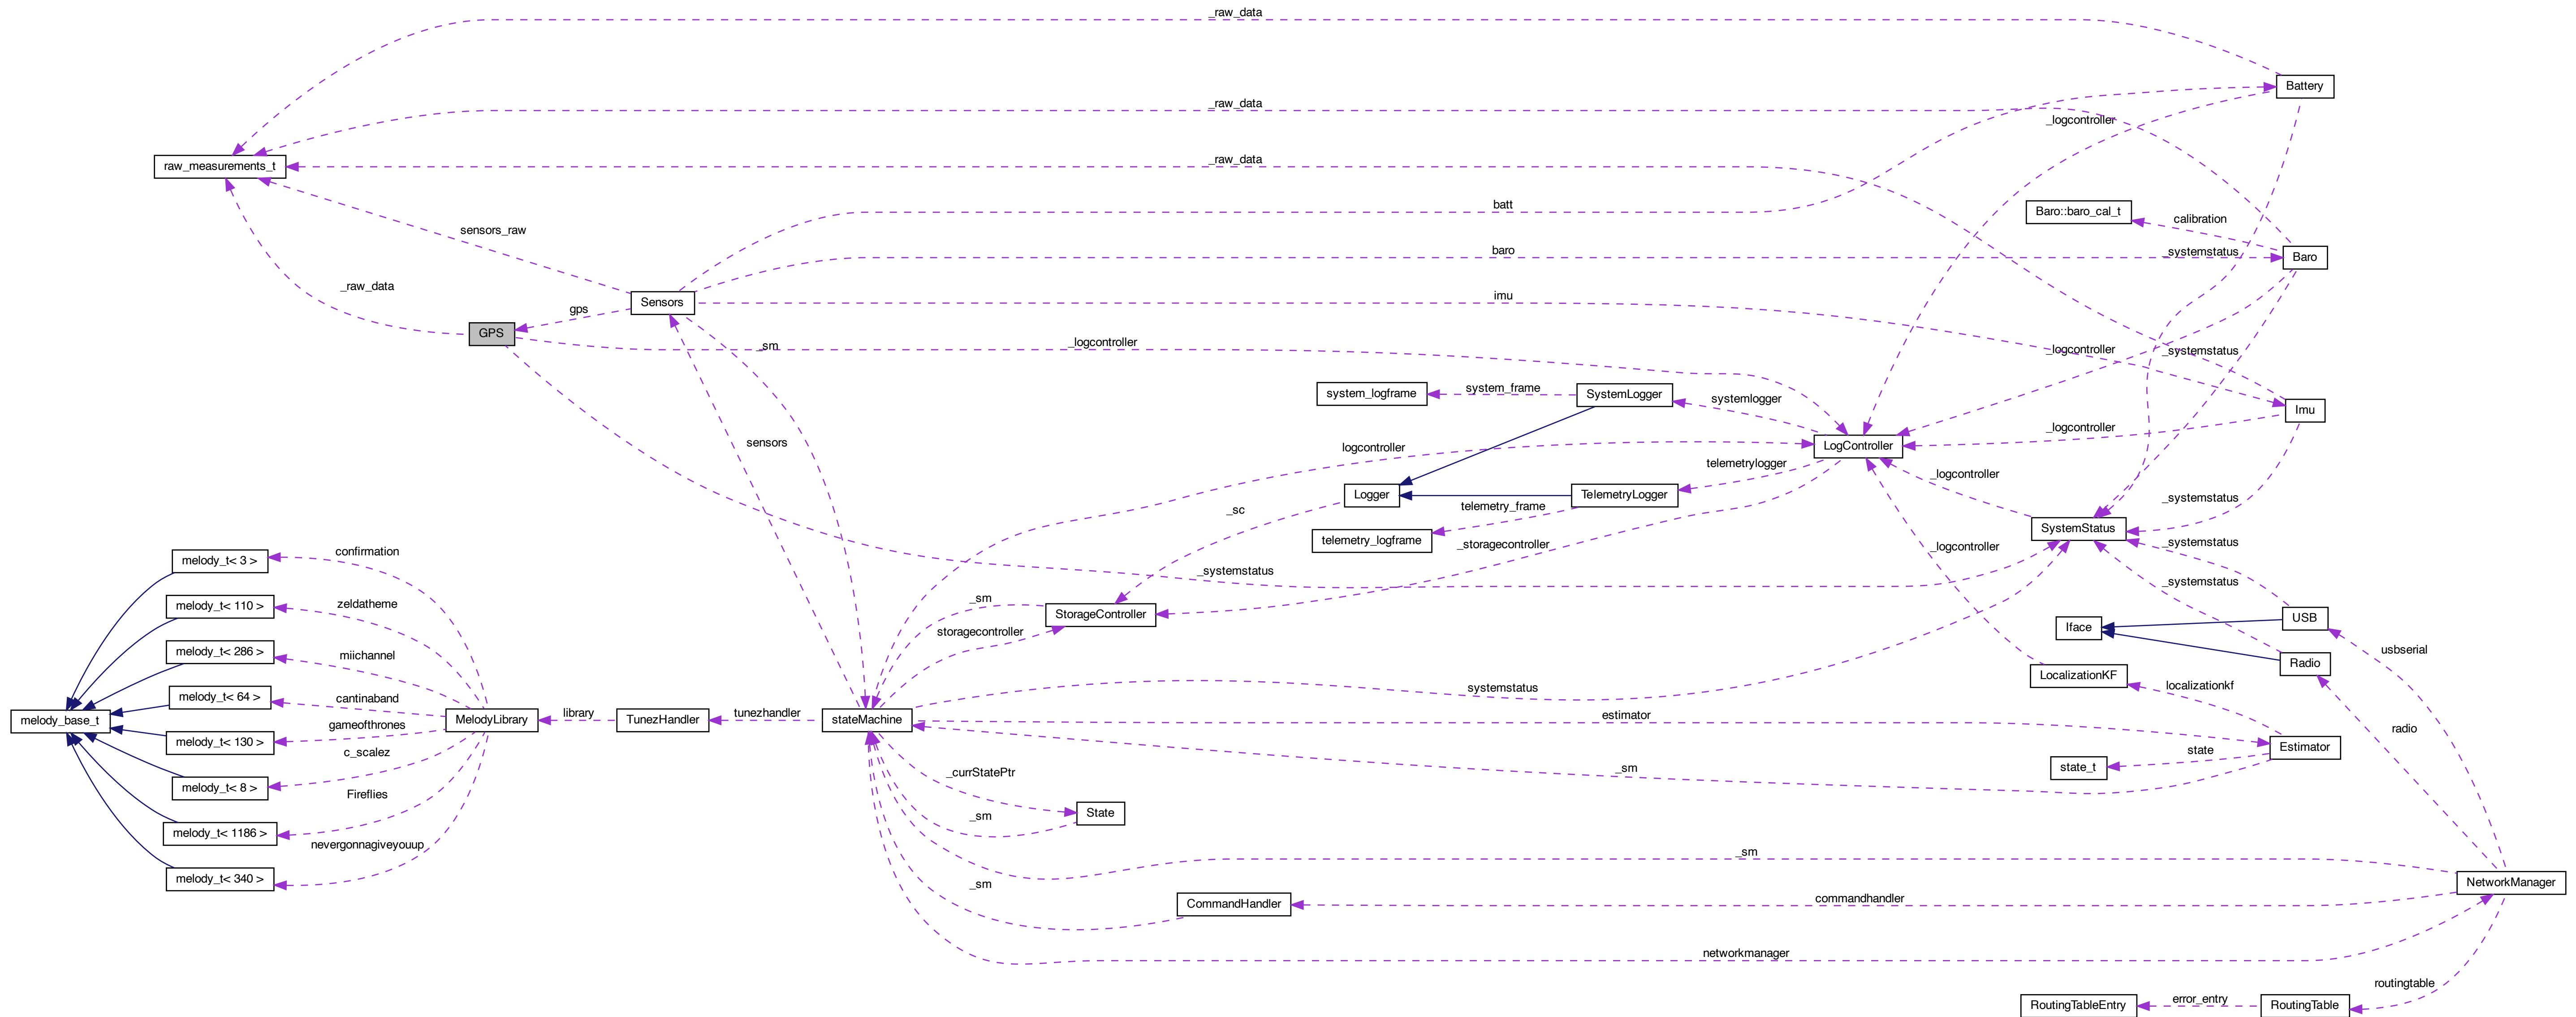 _raw_data
Battery
_raw_data
_logcontroller
raw_measurements_t
_raw_data
batt
Baro::baro_cal_t
calibration
sensors_raw
baro
_systemstatus
Baro
_raw_data
Sensors
imu
gps
GPS
_sm
_logcontroller
_logcontroller
_systemstatus
system_logframe
system_frame
SystemLogger
systemlogger
Imu
sensors
logcontroller
LogController
_logcontroller
telemetrylogger
_logcontroller
Logger
TelemetryLogger
_systemstatus
_sc
telemetry_frame
SystemStatus
telemetry_logframe
_storagecontroller
_logcontroller
_systemstatus
confirmation
melody_t< 3 >
_systemstatus
_systemstatus
melody_t< 110 >
zeldatheme
_sm
StorageController
USB
storagecontroller
Iface
melody_t< 286 >
miichannel
usbserial
Radio
LocalizationKF
localizationkf
systemstatus
melody_t< 64 >
cantinaband
melody_base_t
gameofthrones
MelodyLibrary
library
TunezHandler
tunezhandler
stateMachine
estimator
radio
melody_t< 130 >
c_scalez
Estimator
state
state_t
_currStatePtr
_sm
melody_t< 8 >
Fireflies
State
_sm
melody_t< 1186 >
nevergonnagiveyouup
_sm
melody_t< 340 >
_sm
NetworkManager
CommandHandler
commandhandler
networkmanager
routingtable
RoutingTableEntry
error_entry
RoutingTable